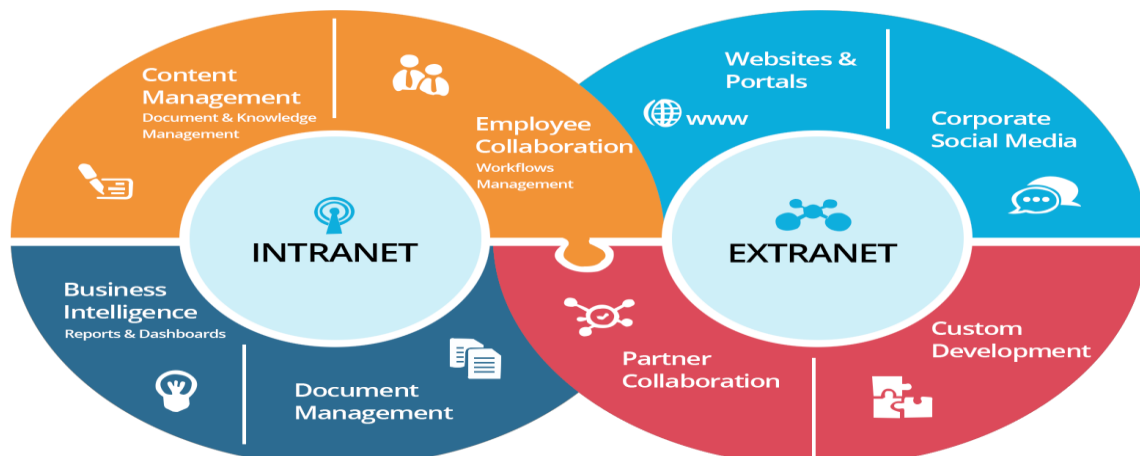 Content
Management
Document & Knowledge
Management
Employee
Collaboration
Workflows
Management
INTRANET
Business
Intelligence
Reports & Dashboards
Document
Management
Websites &
Portals
www
Corporate
Social Media
EXTRANET
Partner
Collaboration
Custom
Development